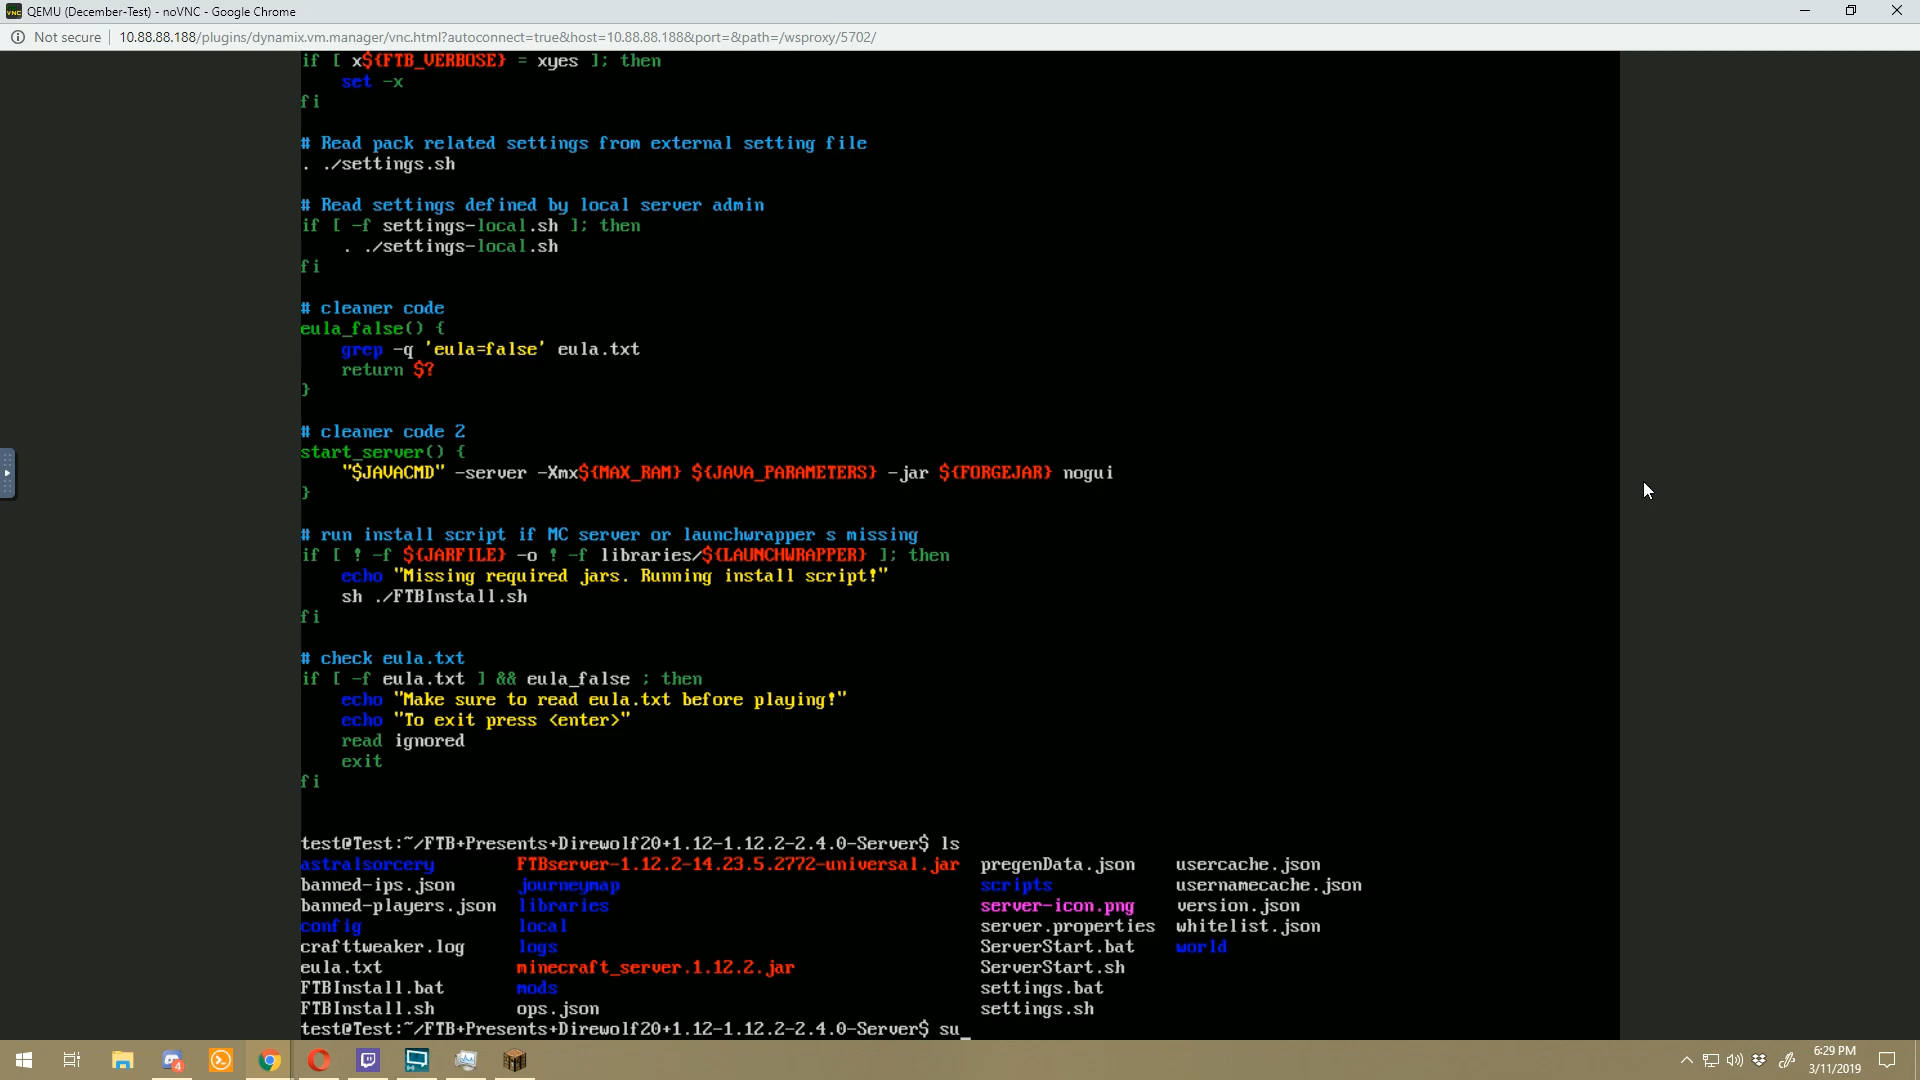 QEMU (December-Test) - noVNC - Google Chrome
Not secure | 10.88.88.188/plugins/dynamix.vm.manager/vnc.html?autoconnect=true&host=10.88.88.188&port=&path=/wsproxy/5702/
if [ x${FTB_VERBOSE} = xyes ]; then
    set -x
fi
# Read pack related settings from external setting file
. ./settings.sh
# Read settings defined by local server admin
if [ -f settings-local.sh ]; then
    . ./settings-local.sh
fi
# cleaner code
eula_false() {
    grep -q 'eula=false' eula.txt
    return $?
}
# cleaner code 2
start_server() {
    "$JAVACMD" -server -Xmx${MAX_RAM} ${JAVA_PARAMETERS} -jar ${FORGEJAR} nogui
}
# run install script if MC server or launchwrapper s missing
if [ ! -f ${JARFILE} -o ! -f libraries/${LAUNCHWRAPPER} ]; then
    echo "Missing required jars. Running install script!"
    sh ./FTBInstall.sh
fi
# check eula.txt
if [ -f eula.txt ] && eula_false ; then
    echo "Make sure to read eula.txt before playing!"
    echo "To exit press <enter>"
    read ignored
    exit
fi
test@Test:~/FTB+Presents+Direwolf20+1.12-1.12.2-2.4.0-Server$ ls
astralsorcery FTBserver-1.12.2-14.23.5.2772-universal.jar pregenData.json usercache.json
banned-ips.json journeymap scripts usernamecache.json
banned-players.json libraries server-icon.png version.json
config local server.properties whitelist.json
crafttweaker.log logs ServerStart.bat world
eula.txt minecraft_server.1.12.2.jar ServerStart.sh
FTBInstall.bat mods settings.bat
FTBInstall.sh ops.json settings.sh
test@Test:~/FTB+Presents+Direwolf20+1.12-1.12.2-2.4.0-Server$ su_
4
6:29 PM
3/11/2019